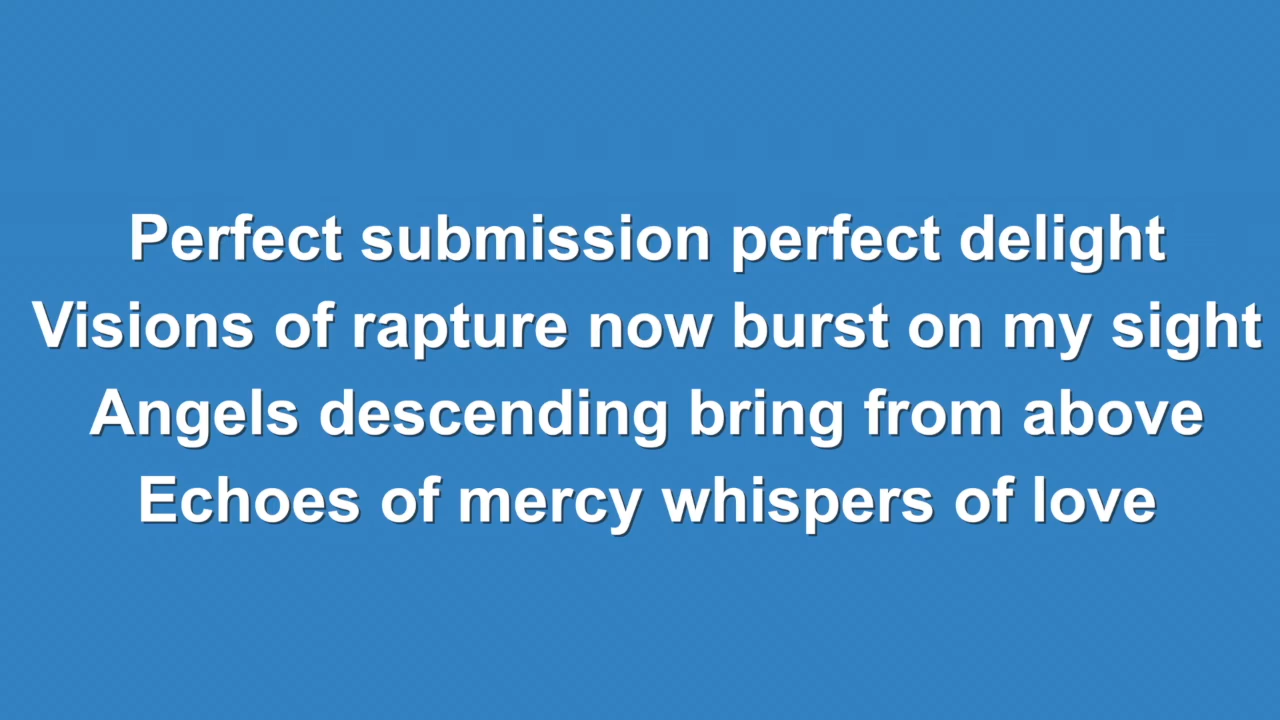 Perfect submission perfect delight
Visions of rapture now burst on my sight
Angels descending bring from above
Echoes of mercy whispers of love